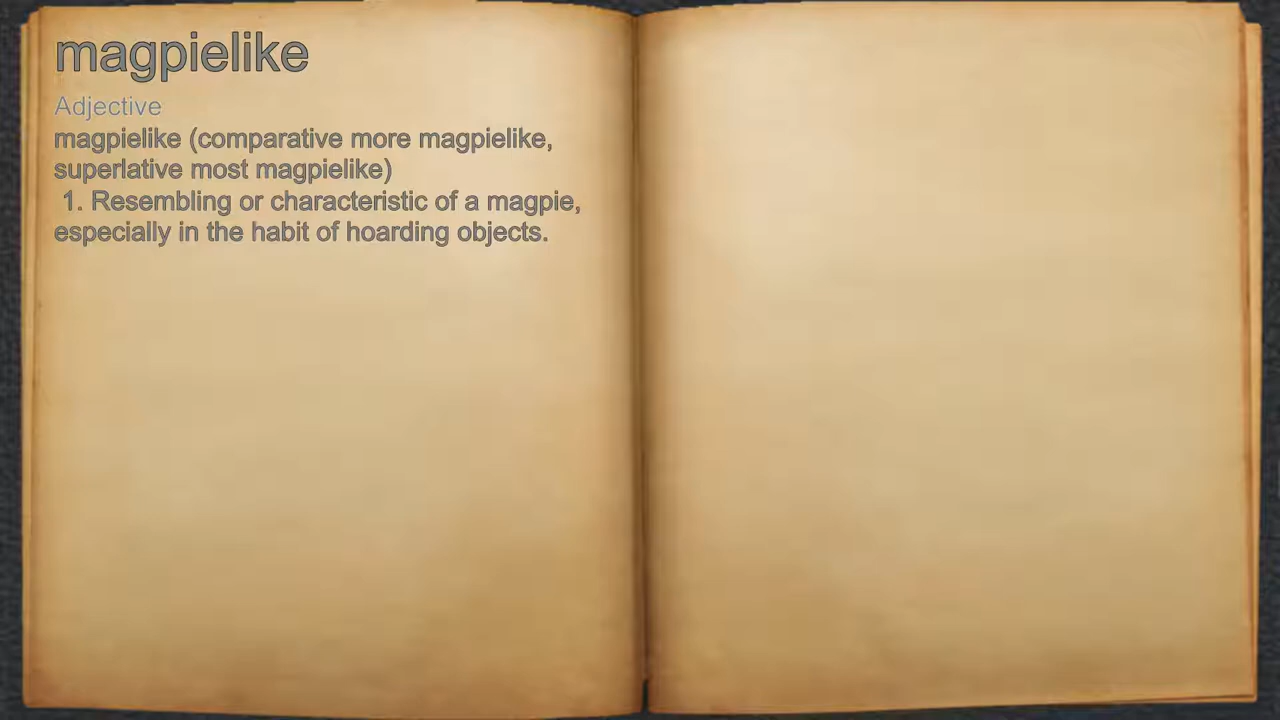 magpielike
Adjective
magpielike (comparative more magpielike,
superlative most magpielike)
1. Resembling or characteristic of a magpie,
especially in the habit of hoarding objects.